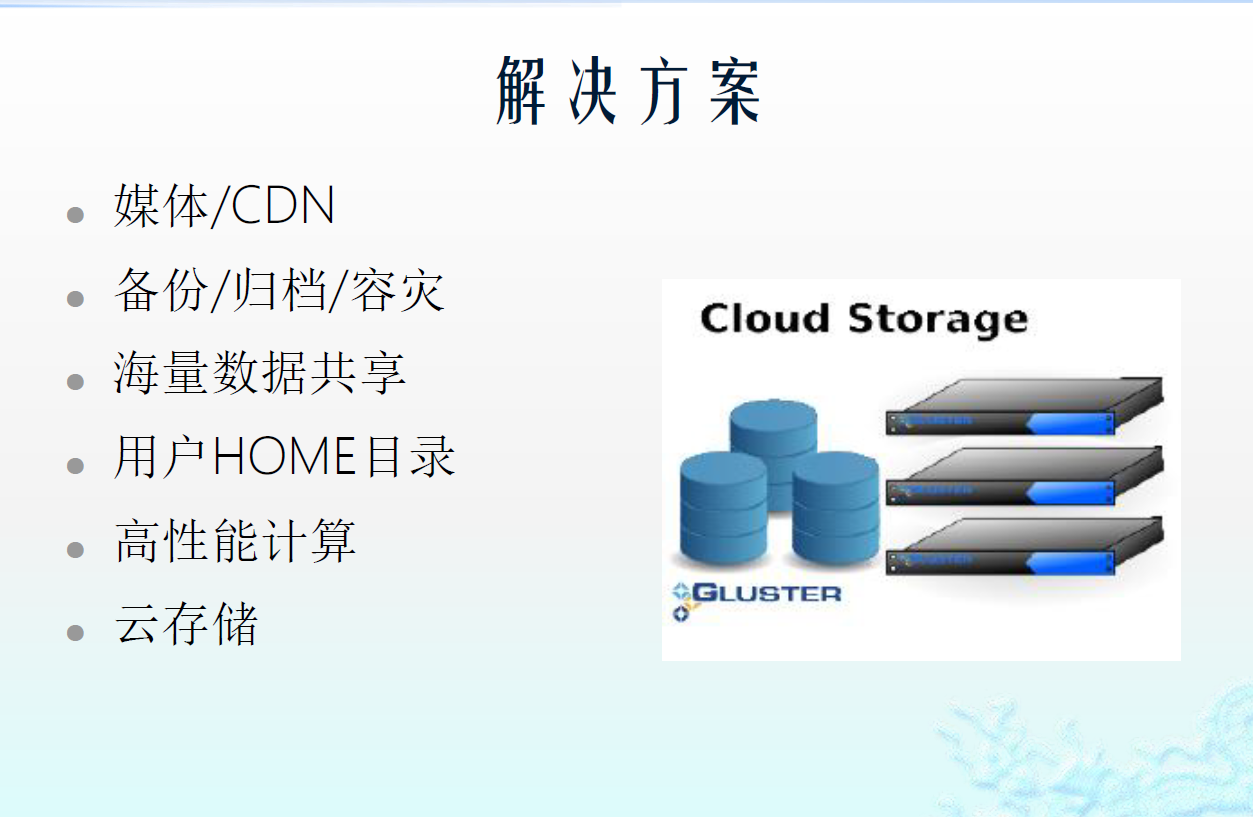 解决方案
媒体/CDN
备份/归档/容灾
海量数据共享
用户HOME目录
高性能计算
云存储
Cloud Storage
GLUSTER